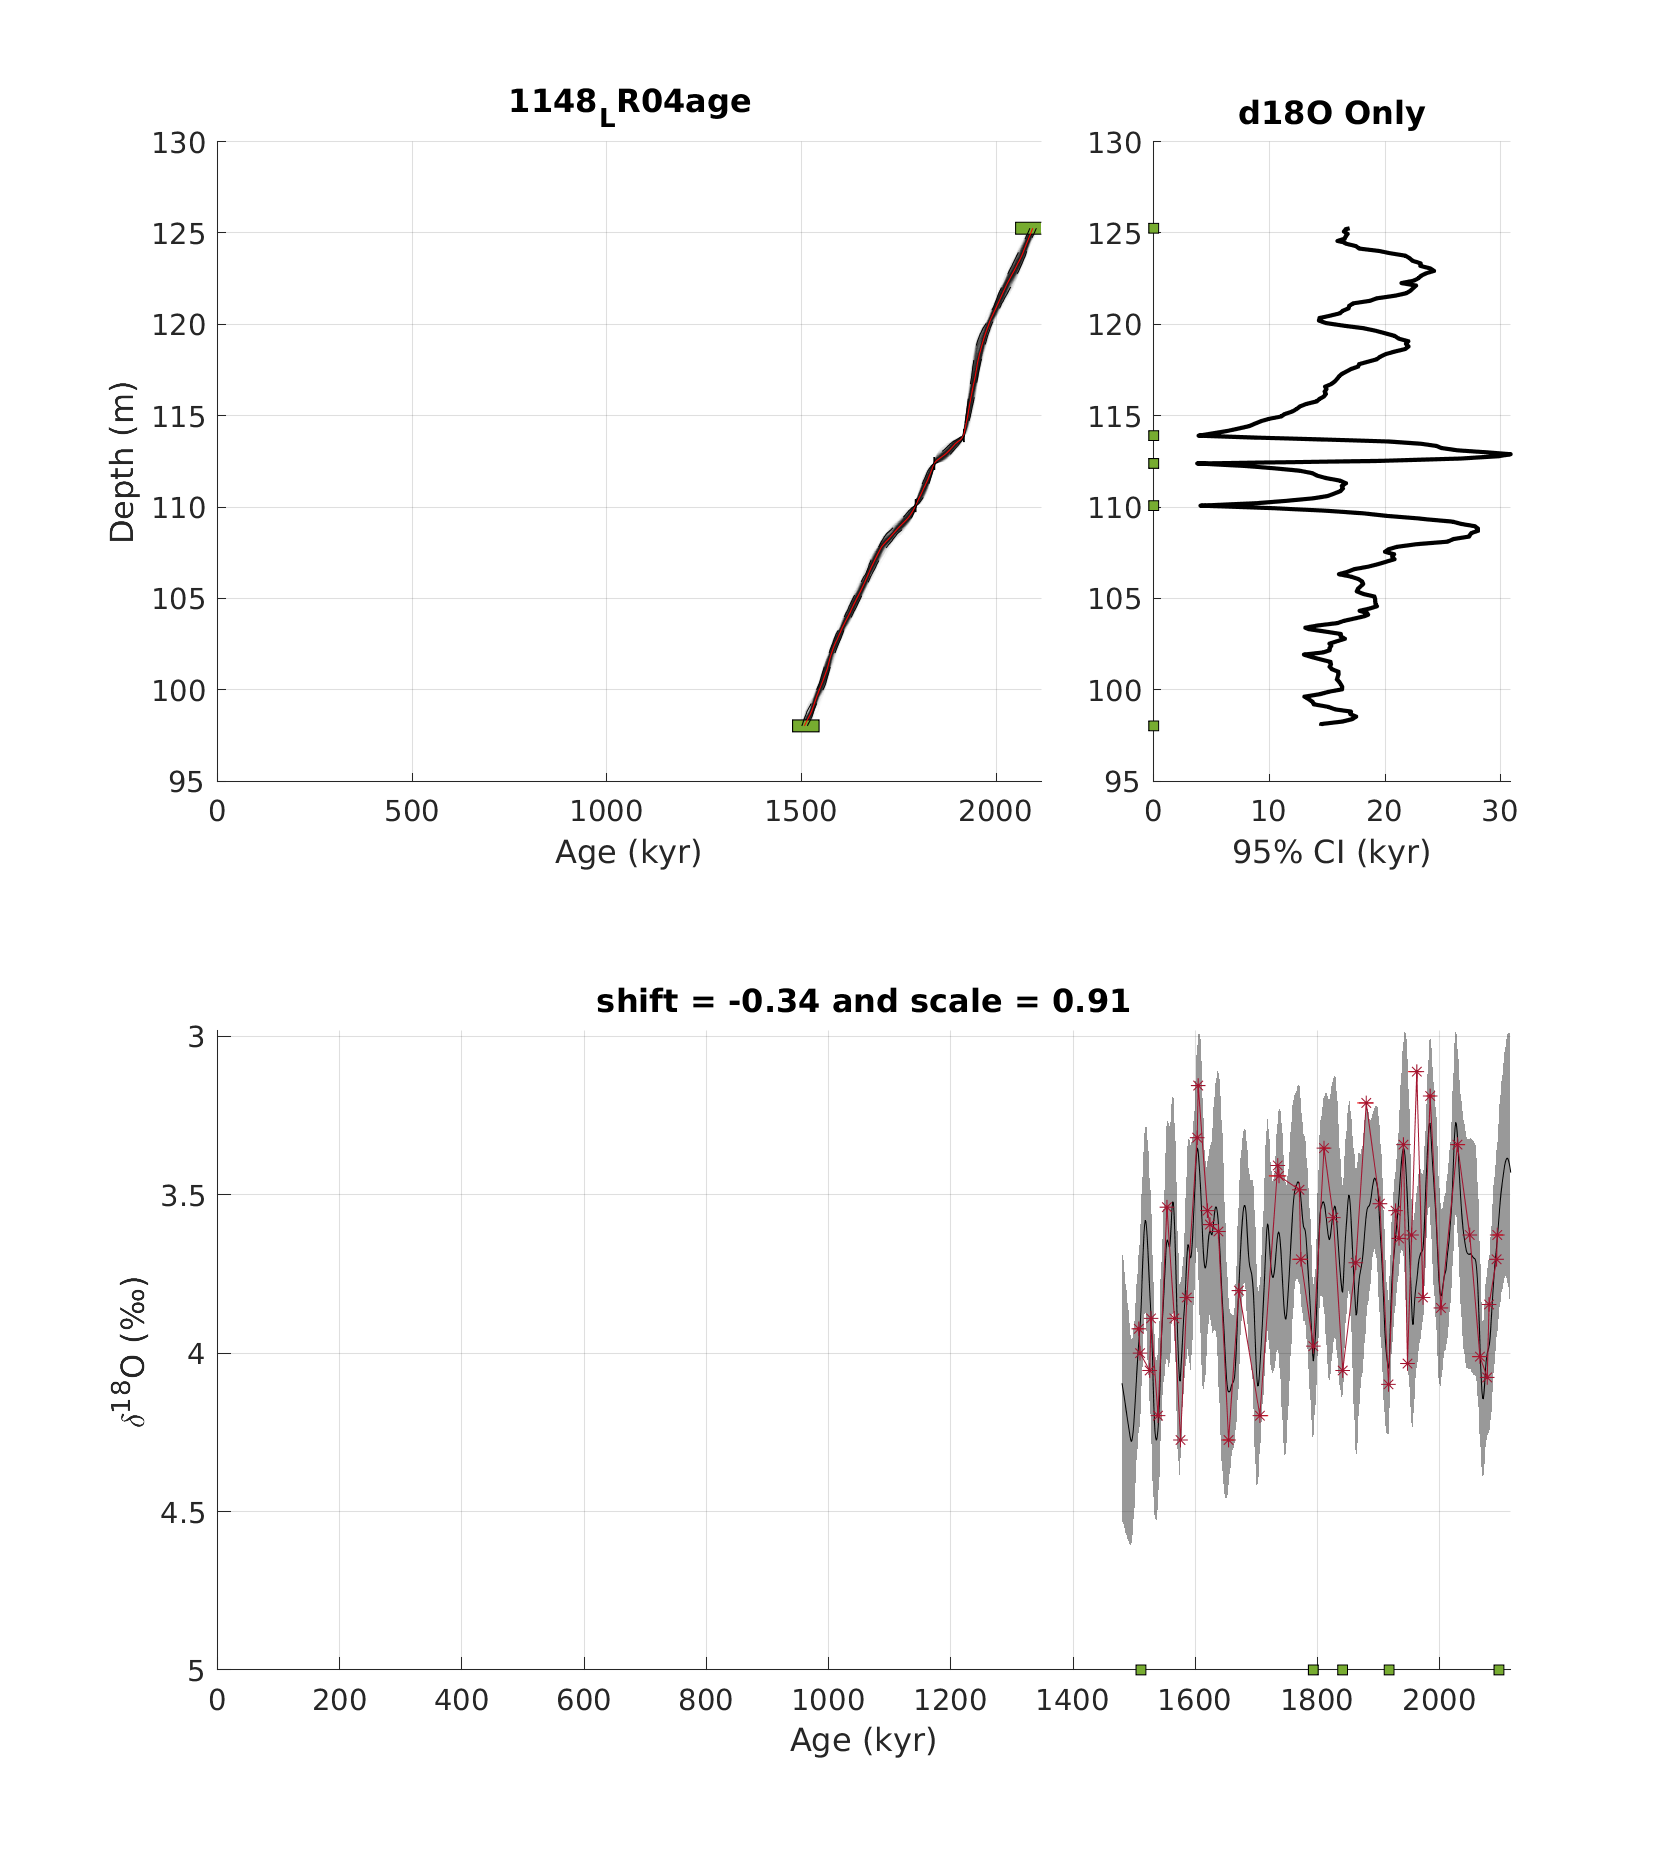 1148LR04age
d18O Only
130
125
120
115
110
105
100
95
Depth (m)
0 500 1000 1500 2000
Age (kyr)
130
125
120
115
110
105
100
95
0 10 20 30
95% CI (kyr)
shift = -0.34 and scale = 0.91
3
3.5
4
4.5
5
δ18O (‰)
0 200 400 600 800 1000 1200 1400 1600 1800 2000
Age (kyr)